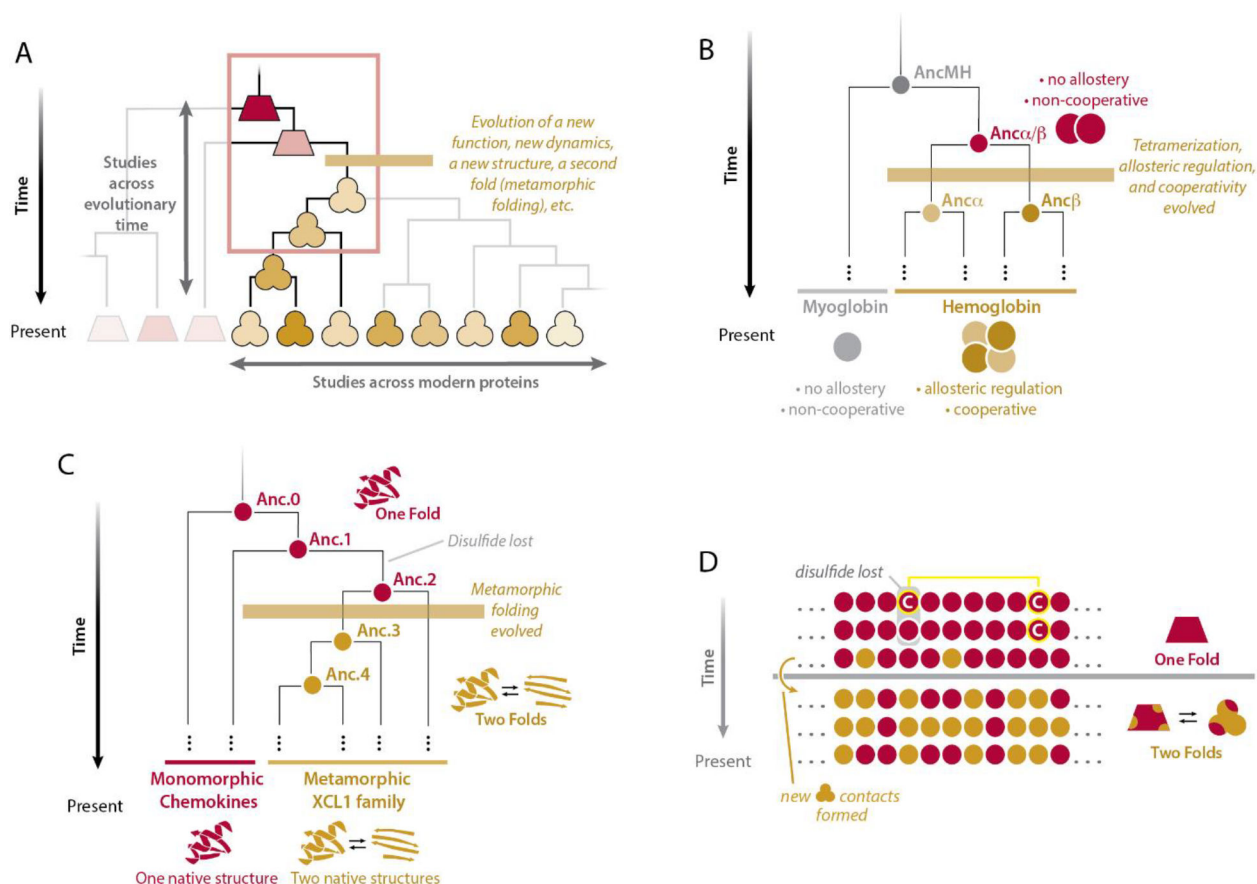 A
Time
Studies
across
evolutionary
time
Evolution of a new
function, new dynamics,
a new structure, a second
fold (metamorphic
folding), etc.
Present
Studies across modern proteins
B
Time
AncMH
• no allostery
• non-cooperative
Ancα/β
Tetramerization,
allosteric regulation,
and cooperativity
evolved
Ancα
Ancβ
Myoglobin
Hemoglobin
Present
• no allostery
• non-cooperative
• allosteric regulation
• cooperative
C
Time
Anc.0
One Fold
Anc.1
Disulfide lost
Anc.2
Metamorphic
folding
evolved
Anc.3
Anc.4
Two Folds
Monomorphic
Chemokines
Metamorphic
XCL1 family
Present
One native structure
Two native structures
D
disulfide lost
Time
... C C ...
... C ...
... ...
One Fold
... ...
... ...
... ...
Two Folds
Present
new contacts
formed